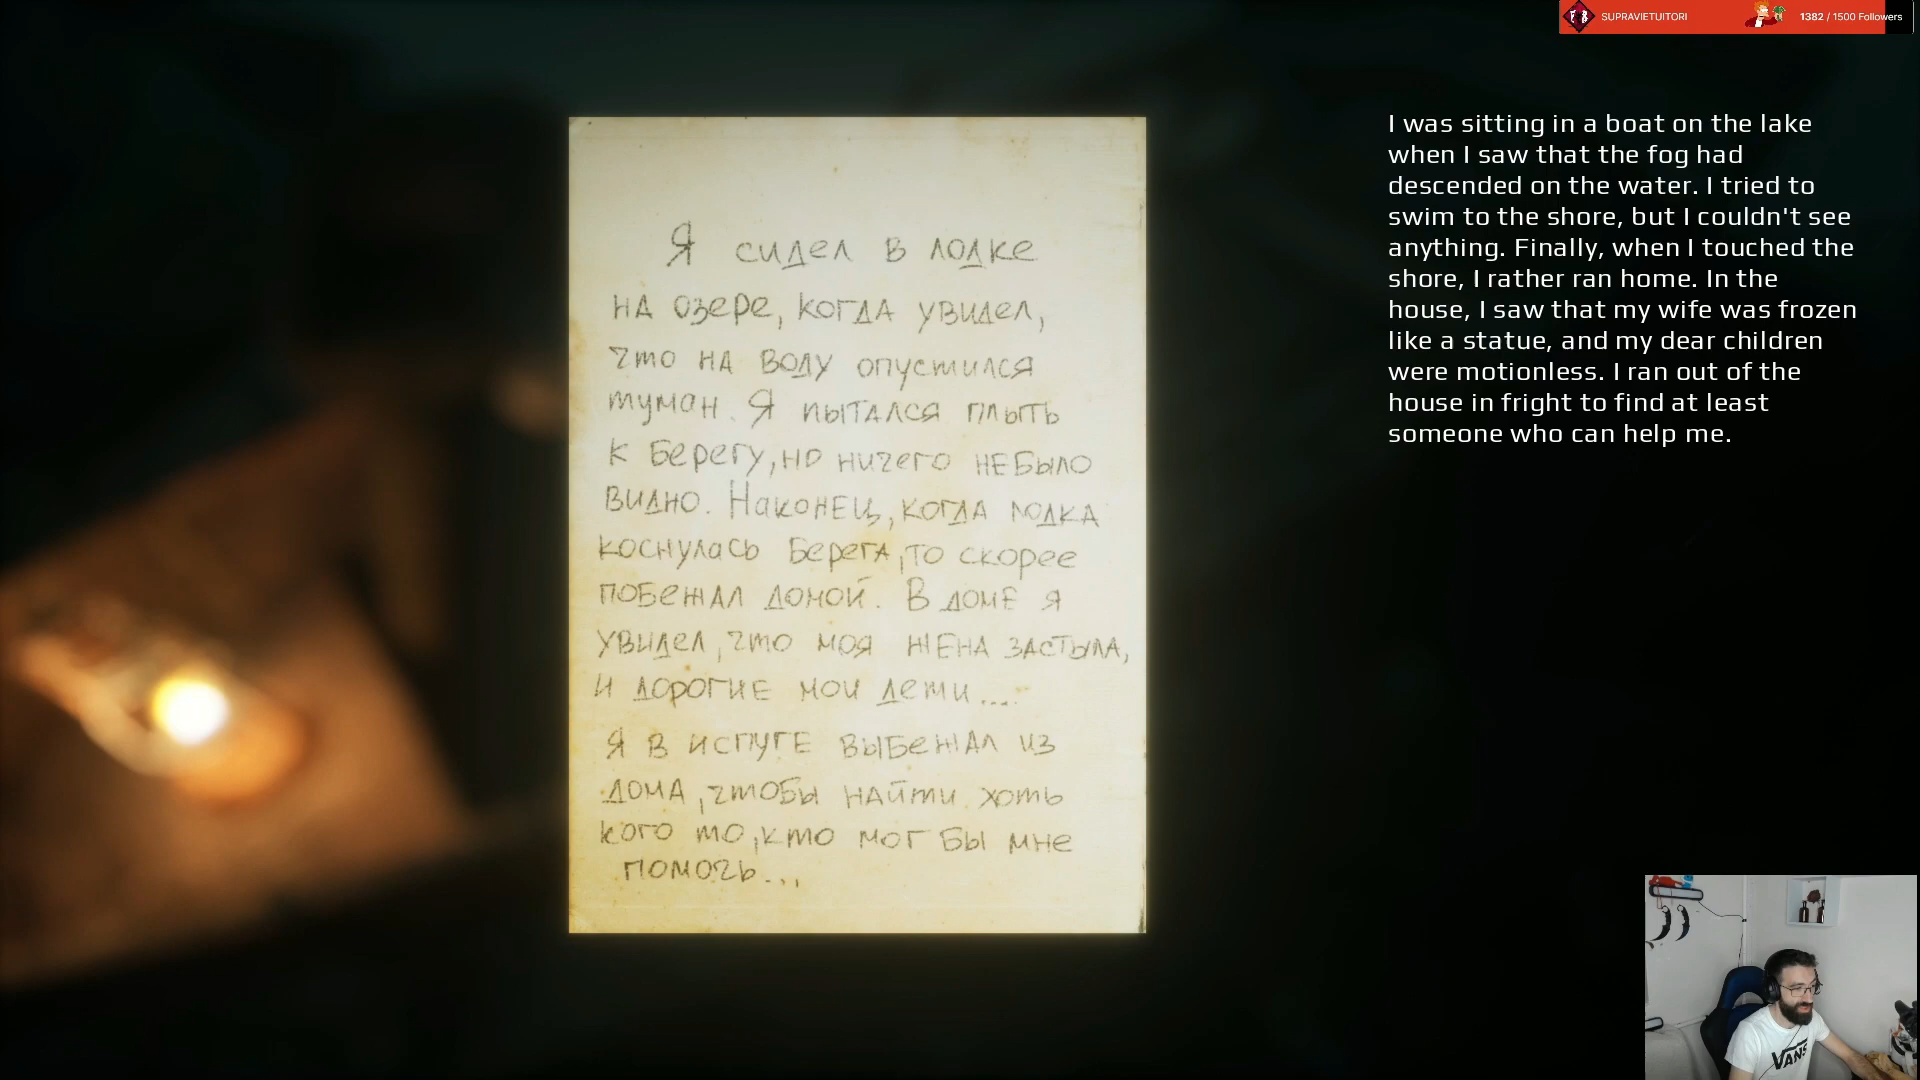 SUPRAVIETUITORI
1382 / 1500 Followers
I was sitting in a boat on the lake
when I saw that the fog had
descended on the water. I tried to
swim to the shore, but I couldn't see
anything. Finally, when I touched the
shore, I rather ran home. In the
house, I saw that my wife was frozen
like a statue, and my dear children
were motionless. I ran out of the
house in fright to find at least
someone who can help me.
Я сидел в лодке
на озере, когда увидел,
что на воду опустился
туман. Я пытался плыть
к берегу, но ничего не было
видно. Наконец, когда лодка
коснулась берега, то скорее
побежал домой. В доме я
увидел, что моя жена застыла,
и дорогие мои дети...
Я в испуге выбежал из
дома, чтобы найти хоть
кого то, кто мог бы мне
помочь...
VANS